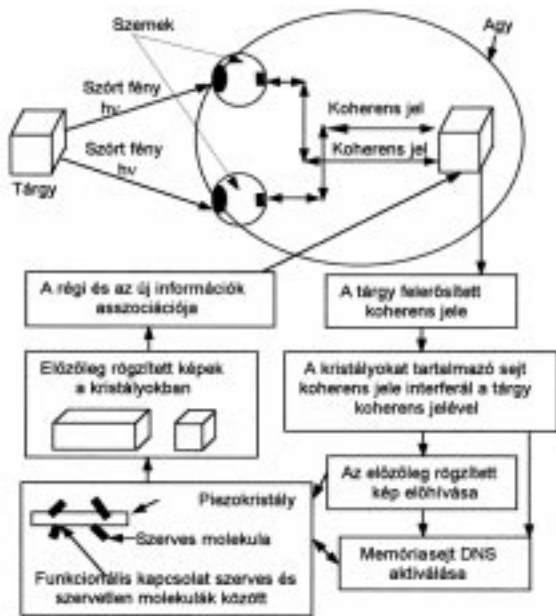 Szemek
Agy
Szórt fény
hν
Koherens jel
Szórt fény
hν
Koherens jel
Tárgy
A régi és az új információk
asszociációja
A tárgy felerősített
koherens jele
Előzőleg rögzített képek
a kristályokban
A kristályokat tartalmazó sejt
koherens jele interferál a tárgy
koherens jelével
Az előzőleg rögzített
kép előhívása
Piezokristály
Szerves molekula
Funkcionális kapcsolat szerves és
szervetlen molekulák között
Memóriasejt DNS
aktiválása